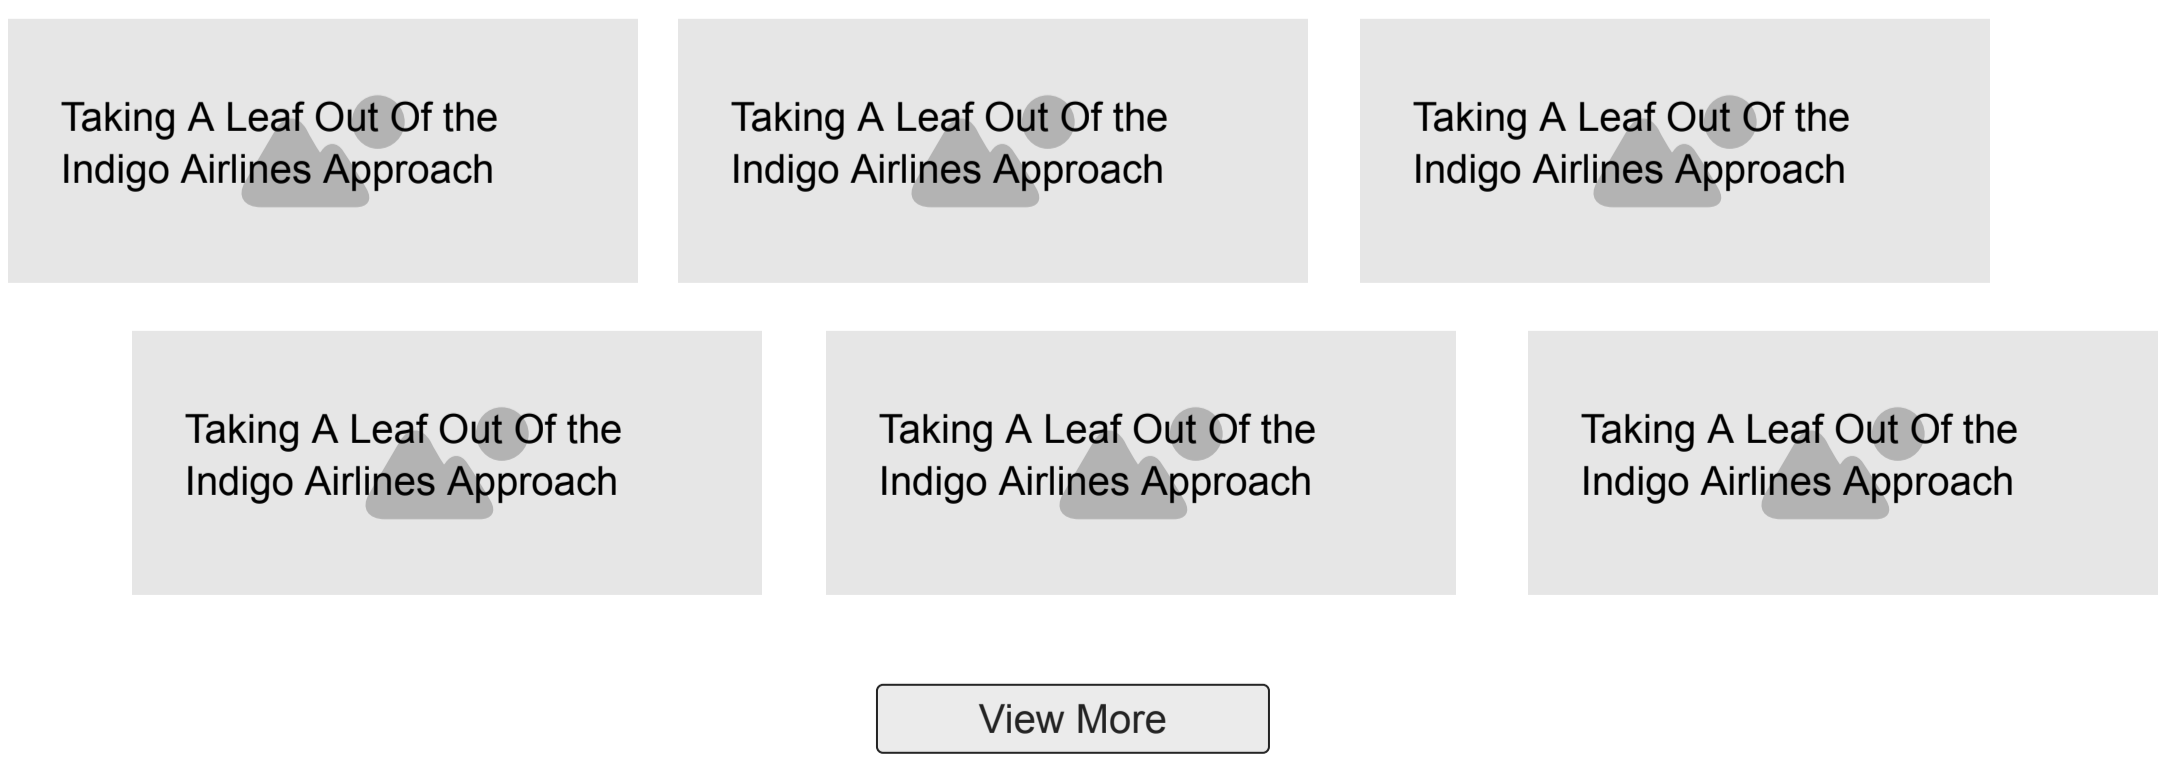 Taking A Leaf Out Of the
Indigo Airlines Approach
Taking A Leaf Out Of the
Indigo Airlines Approach
Taking A Leaf Out Of the
Indigo Airlines Approach
Taking A Leaf Out Of the
Indigo Airlines Approach
Taking A Leaf Out Of the
Indigo Airlines Approach
Taking A Leaf Out Of the
Indigo Airlines Approach
View More